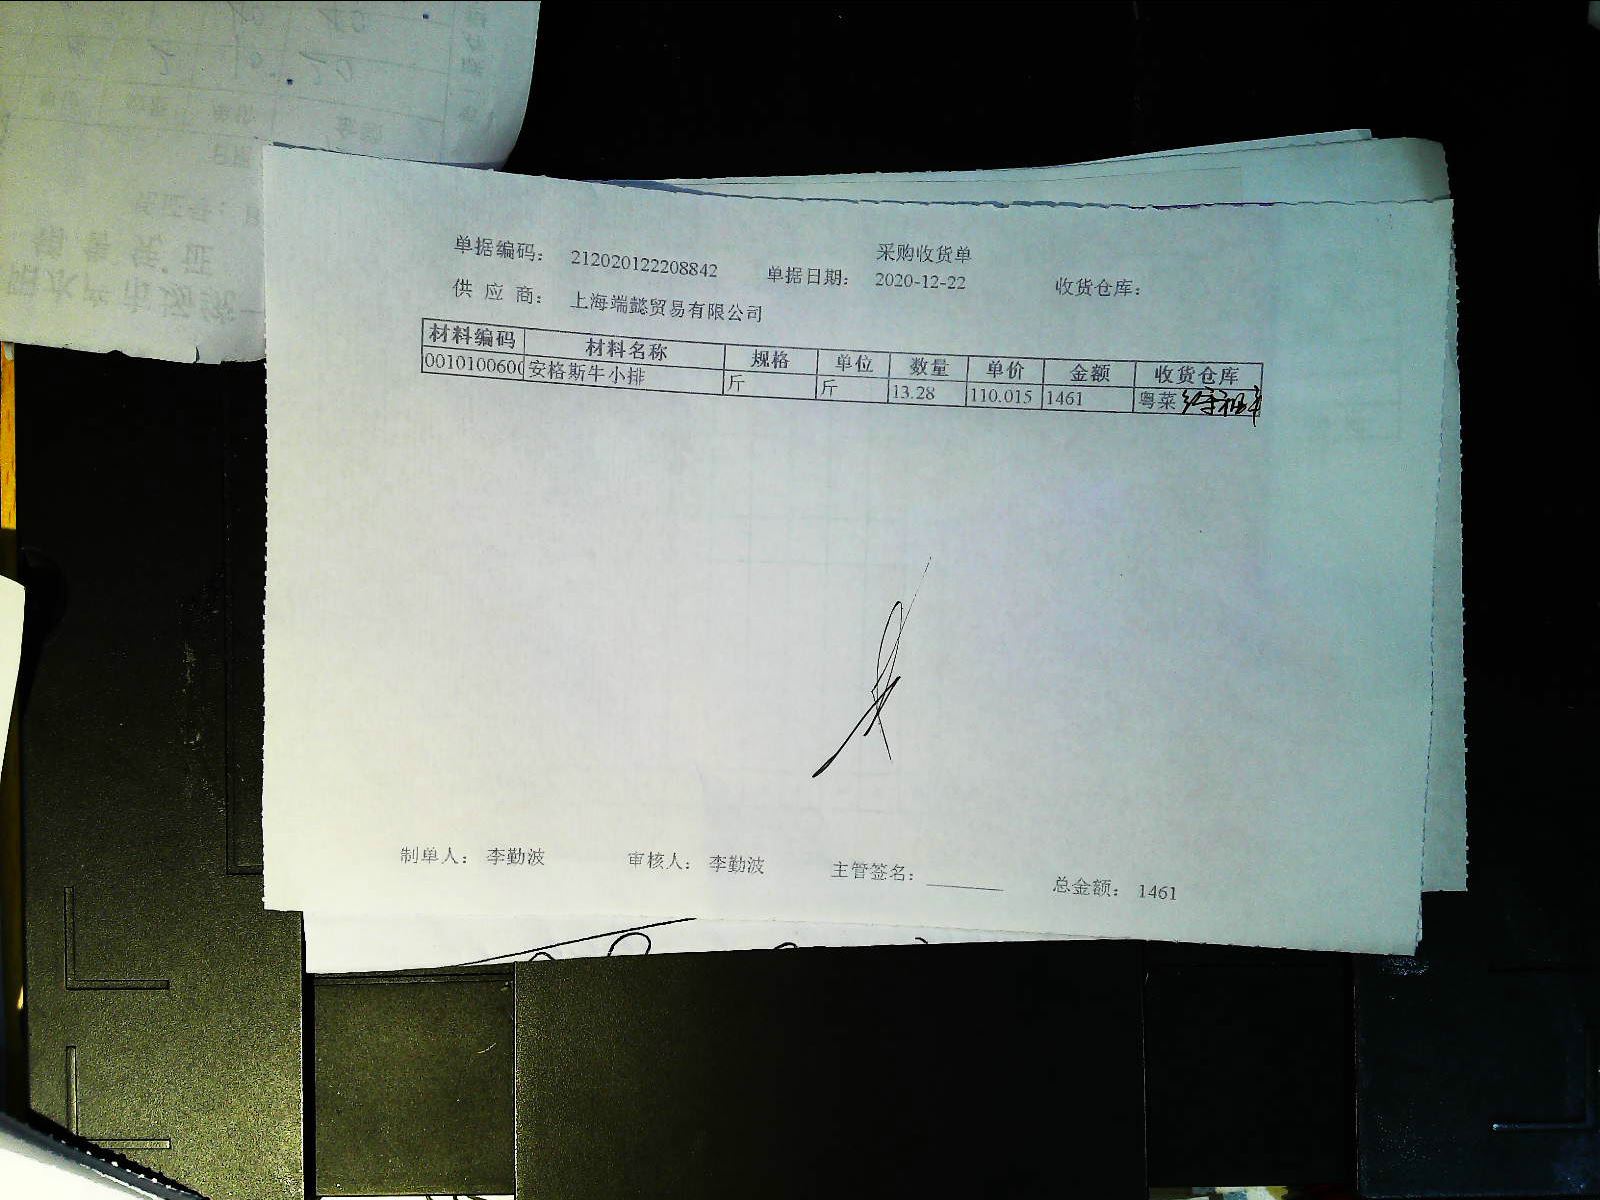 采购收货单
单据编码： 212020122208842 单据日期： 2020-12-22 收货仓库：
供 应 商： 上海端懿贸易有限公司
材料编码 材料名称 规格 单位 数量 单价 金额 收货仓库
0010100600 安格斯牛小排 斤 斤 13.28 110.015 1461 粤菜
制单人： 李勤波 审核人： 李勤波 主管签名： 总金额： 1461